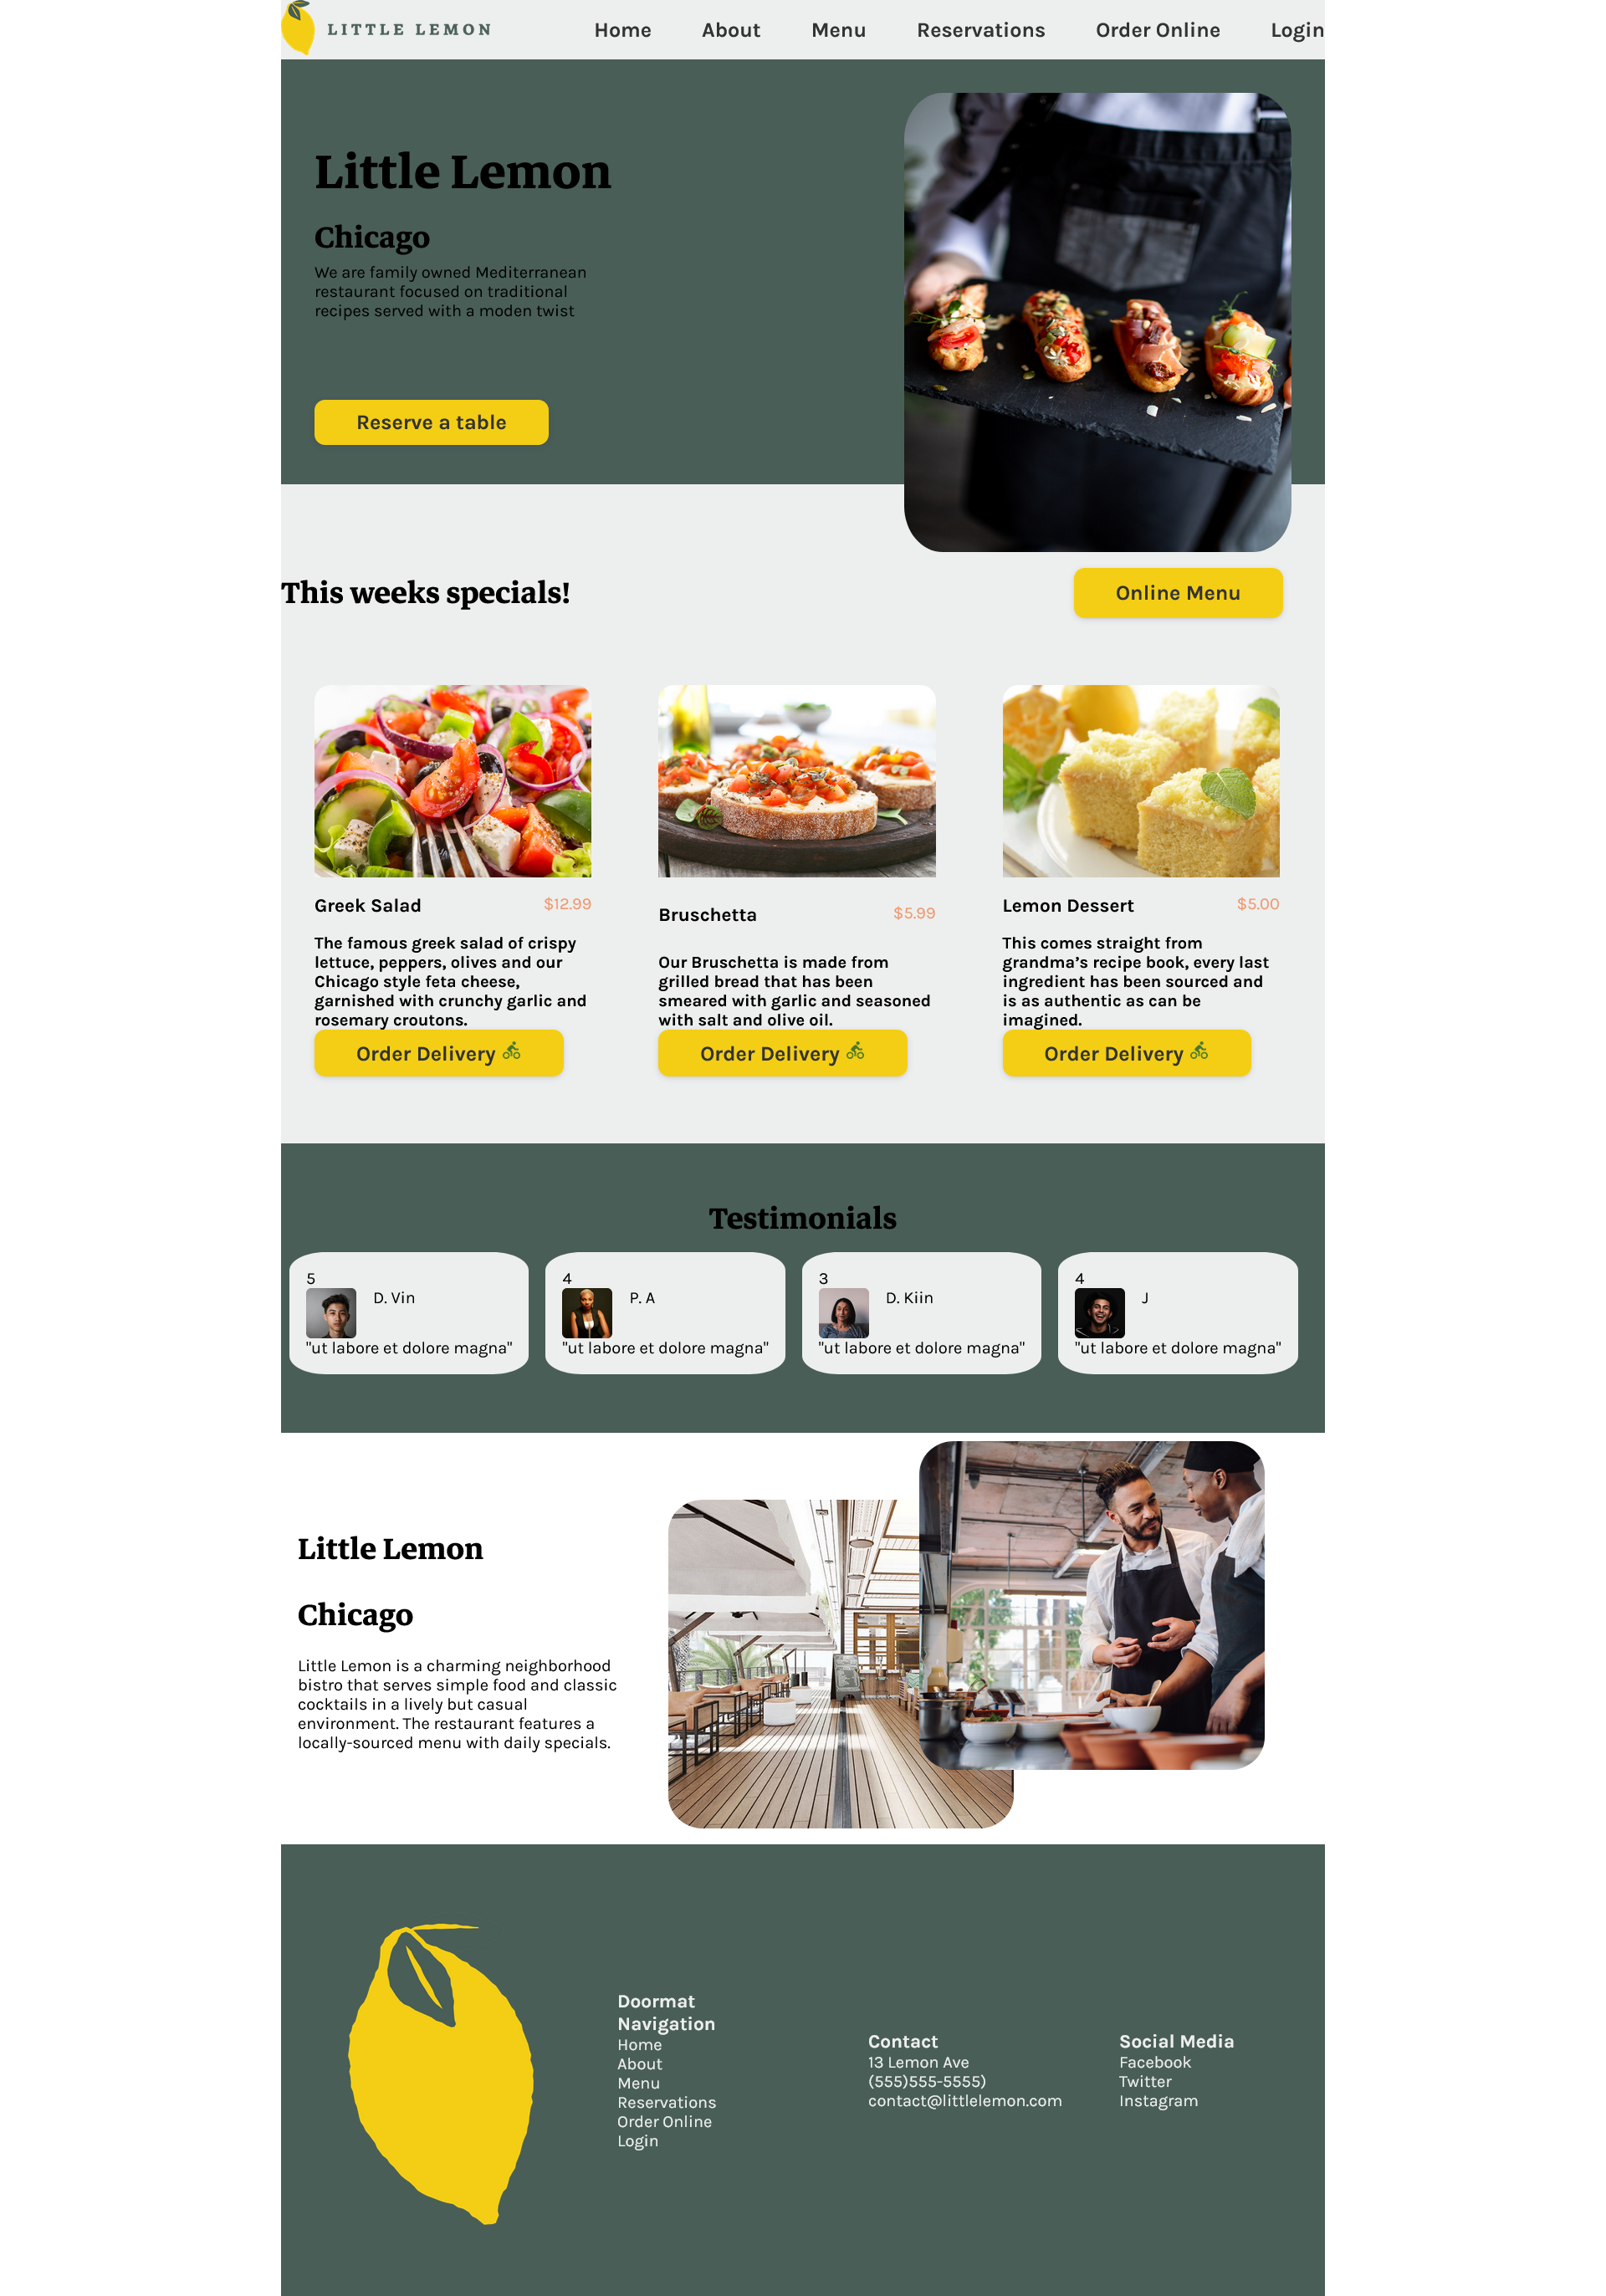 LITTLE LEMON
Home About Menu Reservations Order Online Login
Little Lemon
Chicago
We are family owned Mediterranean
restaurant focused on traditional
recipes served with a moden twist
Reserve a table
This weeks specials!
Online Menu
Greek Salad $12.99
The famous greek salad of crispy
lettuce, peppers, olives and our
Chicago style feta cheese,
garnished with crunchy garlic and
rosemary croutons.
Order Delivery
Bruschetta $5.99
Our Bruschetta is made from
grilled bread that has been
smeared with garlic and seasoned
with salt and olive oil.
Order Delivery
Lemon Dessert $5.00
This comes straight from
grandma’s recipe book, every last
ingredient has been sourced and
is as authentic as can be
imagined.
Order Delivery
Testimonials
5
D. Vin
"ut labore et dolore magna"
4
P. A
"ut labore et dolore magna"
3
D. Kiin
"ut labore et dolore magna"
4
J
"ut labore et dolore magna"
Little Lemon
Chicago
Little Lemon is a charming neighborhood
bistro that serves simple food and classic
cocktails in a lively but casual
environment. The restaurant features a
locally-sourced menu with daily specials.
Doormat
Navigation
Home
About
Menu
Reservations
Order Online
Login
Contact
13 Lemon Ave
(555)555-5555)
contact@littlelemon.com
Social Media
Facebook
Twitter
Instagram